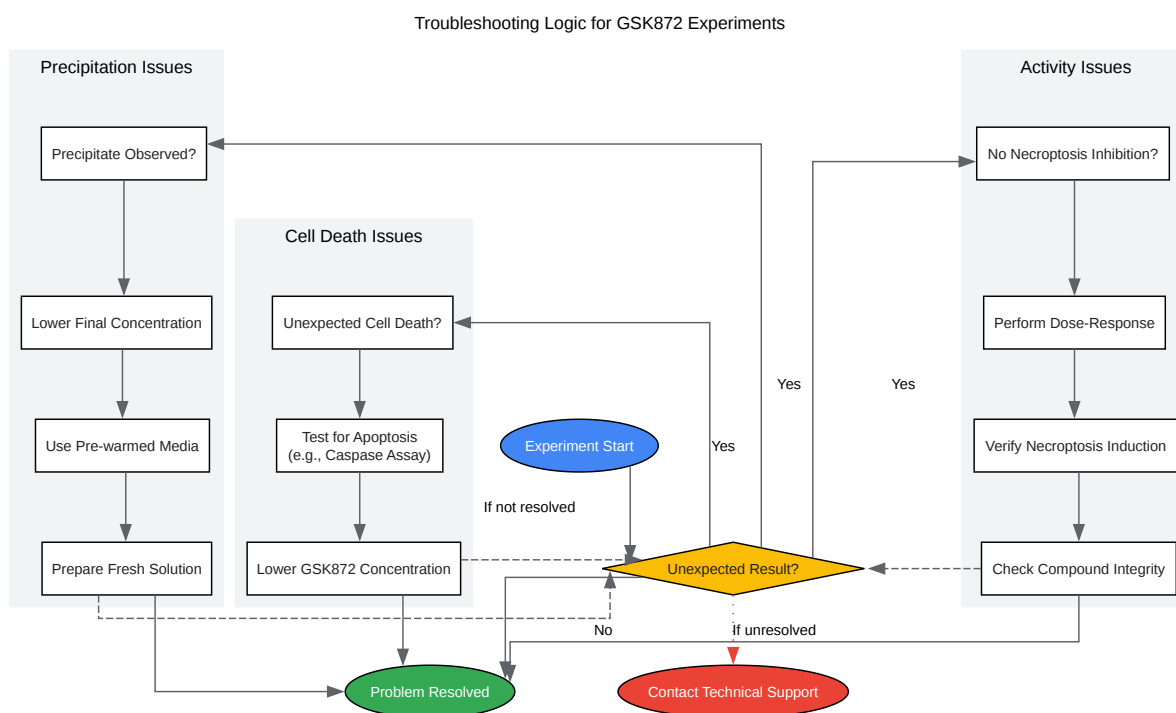 Troubleshooting Logic for GSK872 Experiments
Precipitation Issues
Activity Issues
Precipitate Observed?
No Necroptosis Inhibition?
Cell Death Issues
Lower Final Concentration
Unexpected Cell Death?
Perform Dose-Response
Yes
Yes
Use Pre-warmed Media
Test for Apoptosis
(e.g., Caspase Assay)
Experiment Start
Yes
Verify Necroptosis Induction
If not resolved
Prepare Fresh Solution
Lower GSK872 Concentration
Unexpected Result?
Check Compound Integrity
No
If unresolved
Problem Resolved
Contact Technical Support